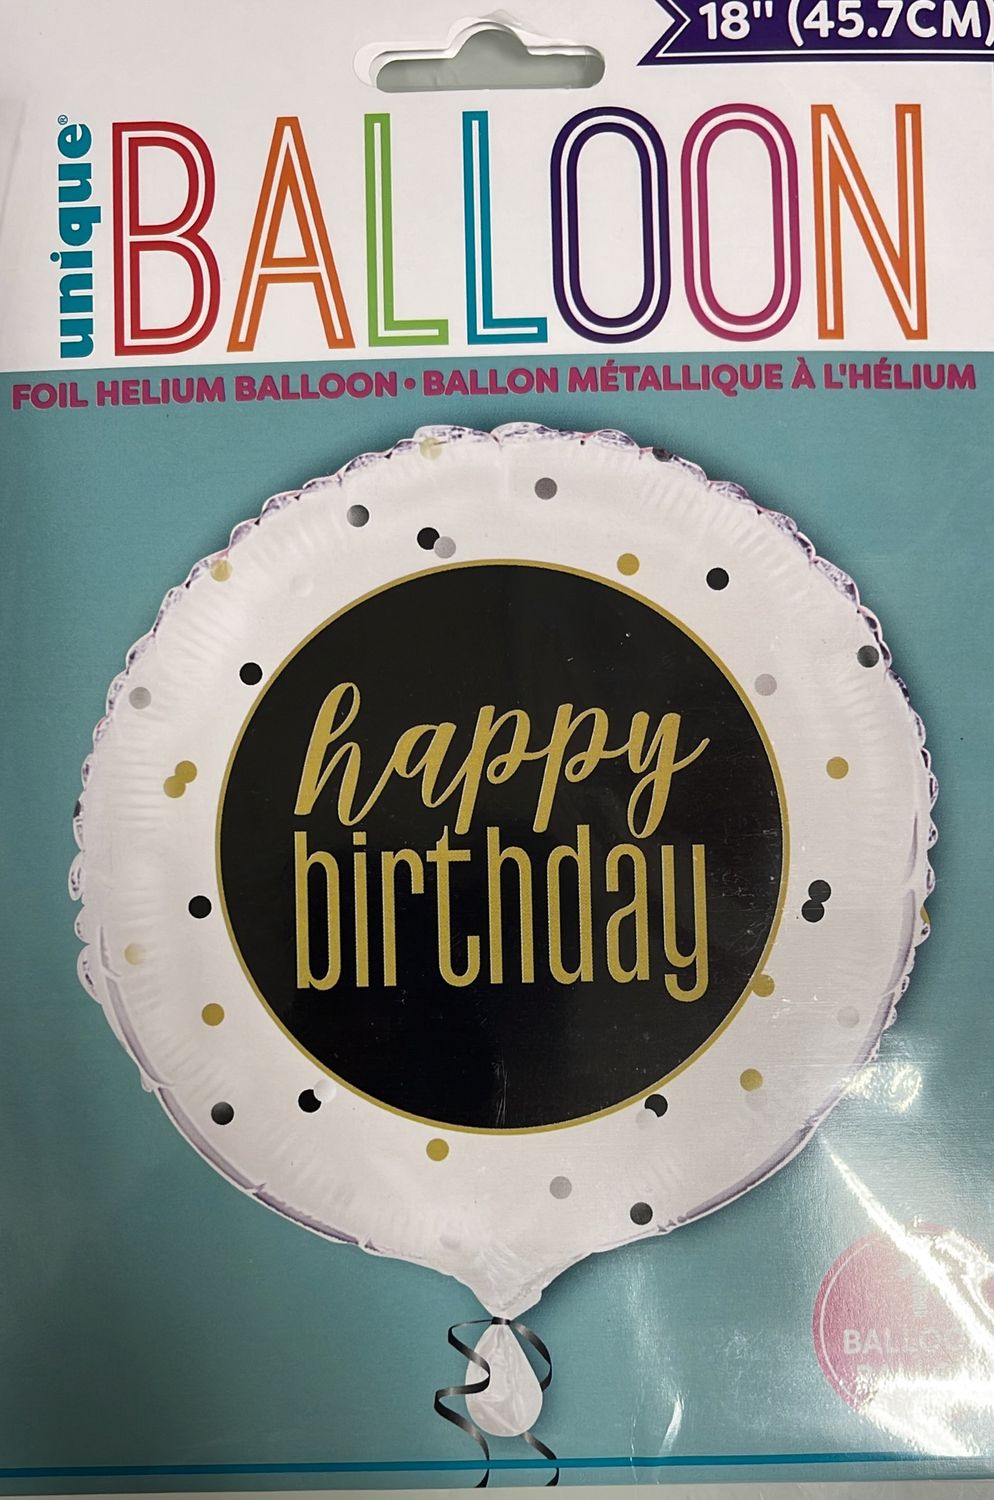 18" (45.7CM)
unique®
BALLOON
FOIL HELIUM BALLOON • BALLON MÉTALLIQUE À L'HÉLIUM
happy
birthday